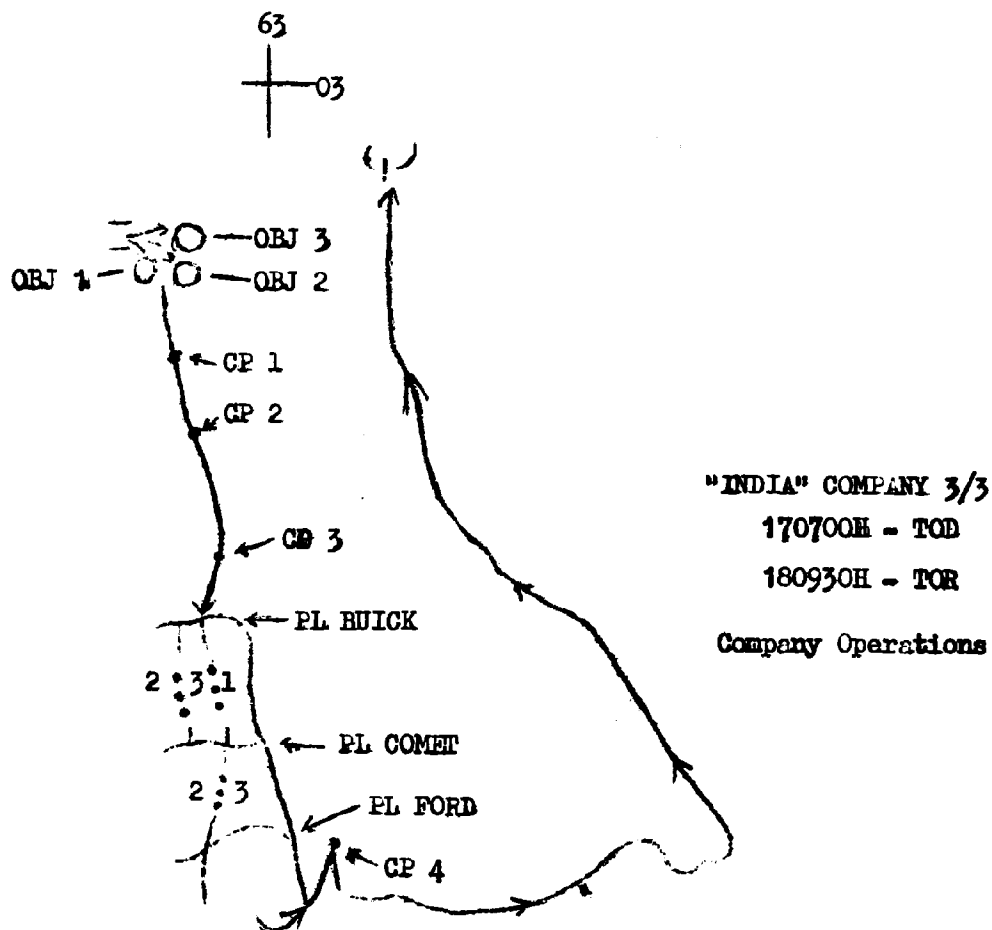 63
03
OBJ 3
OBJ 1
OBJ 2
CP 1
CP 2
"INDIA" COMPANY 3/3
170700H - TOD
CP 3
180930H - TOR
PL BUICK
Company Operations
2 3 1
PL COMET
2 3
PL FORD
CP 4